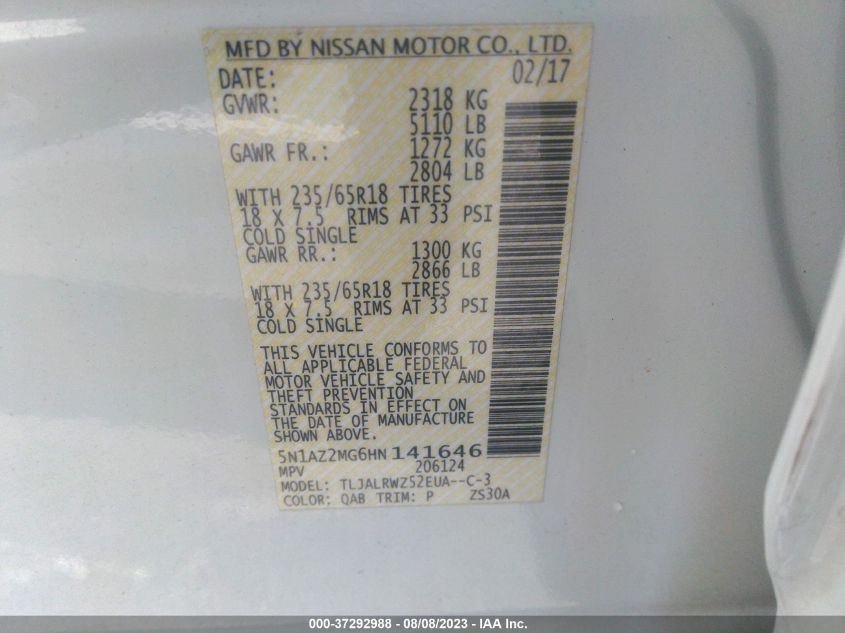 MFD BY NISSAN MOTOR CO., LTD.
DATE: 02/17
GVWR: 2318 KG
5110 LB
GAWR FR.: 1272 KG
2804 LB
WITH 235/65R18 TIRES
18 X 7.5 RIMS AT 33 PSI
COLD SINGLE
GAWR RR.: 1300 KG
2866 LB
WITH 235/65R18 TIRES
18 X 7.5 RIMS AT 33 PSI
COLD SINGLE
THIS VEHICLE CONFORMS TO
ALL APPLICABLE FEDERAL
MOTOR VEHICLE SAFETY AND
THEFT PREVENTION
STANDARDS IN EFFECT ON
THE DATE OF MANUFACTURE
SHOWN ABOVE.
5N1AZ2MG6HN 141646
MPV 206124
MODEL: TLJALRWZ52EUA--C-3
COLOR: QAB TRIM: P ZS30A
000-37292988 - 08/08/2023 - IAA Inc.